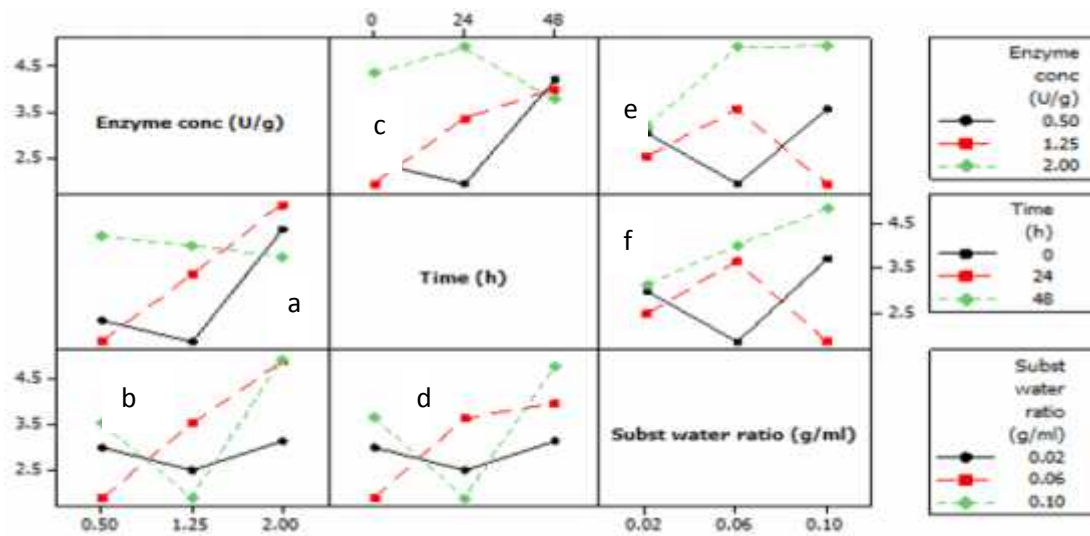 0 24 48
4.5
3.5
2.5
Enzyme conc (U/g)
c
e
Enzyme
conc
(U/g)
0.50
1.25
2.00
a
Time (h)
f
4.5
3.5
2.5
Time
(h)
0
24
48
4.5
3.5
2.5
b
d
Subst water ratio (g/ml)
Subst
water
ratio
(g/ml)
0.02
0.06
0.10
0.50 1.25 2.00
0.02 0.06 0.10